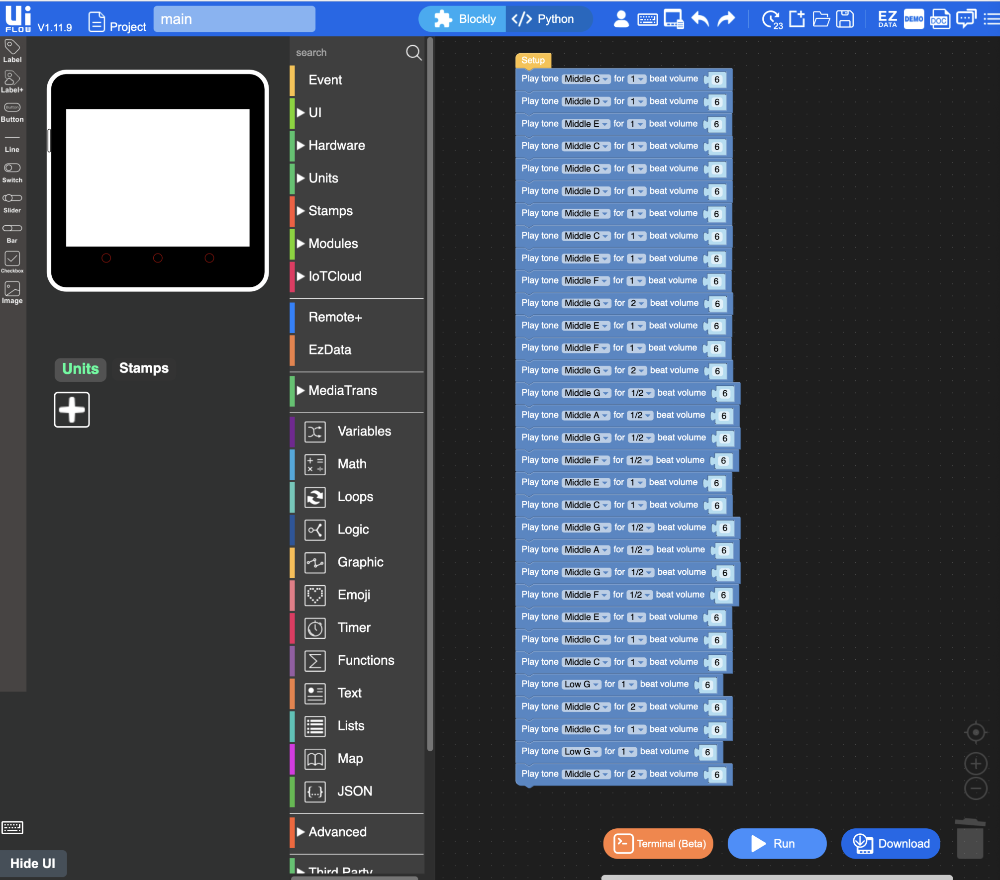 Ui FLOW V1.11.9 Project main Blockly </> Python 23 EZ DATA DEMO DOC
Label
Label+
Button
Button
Line
Switch
Slider
Bar
Checkbox
Image
Units Stamps
Hide UI
search
Event
UI
Hardware
Units
Stamps
Modules
IoTCloud
Remote+
EzData
MediaTrans
Variables
Math
Loops
Logic
Graphic
Emoji
Timer
Functions
Text
Lists
Map
{...} JSON
Advanced
Third Party
Setup
Play tone Middle C for 1 beat volume 6
Play tone Middle D for 1 beat volume 6
Play tone Middle E for 1 beat volume 6
Play tone Middle C for 1 beat volume 6
Play tone Middle C for 1 beat volume 6
Play tone Middle D for 1 beat volume 6
Play tone Middle E for 1 beat volume 6
Play tone Middle C for 1 beat volume 6
Play tone Middle E for 1 beat volume 6
Play tone Middle F for 1 beat volume 6
Play tone Middle G for 2 beat volume 6
Play tone Middle E for 1 beat volume 6
Play tone Middle F for 1 beat volume 6
Play tone Middle G for 2 beat volume 6
Play tone Middle G for 1/2 beat volume 6
Play tone Middle A for 1/2 beat volume 6
Play tone Middle G for 1/2 beat volume 6
Play tone Middle F for 1/2 beat volume 6
Play tone Middle E for 1 beat volume 6
Play tone Middle C for 1 beat volume 6
Play tone Middle G for 1/2 beat volume 6
Play tone Middle A for 1/2 beat volume 6
Play tone Middle G for 1/2 beat volume 6
Play tone Middle F for 1/2 beat volume 6
Play tone Middle E for 1 beat volume 6
Play tone Middle C for 1 beat volume 6
Play tone Middle C for 1 beat volume 6
Play tone Low G for 1 beat volume 6
Play tone Middle C for 2 beat volume 6
Play tone Middle C for 1 beat volume 6
Play tone Low G for 1 beat volume 6
Play tone Middle C for 2 beat volume 6
Terminal (Beta) Run Download